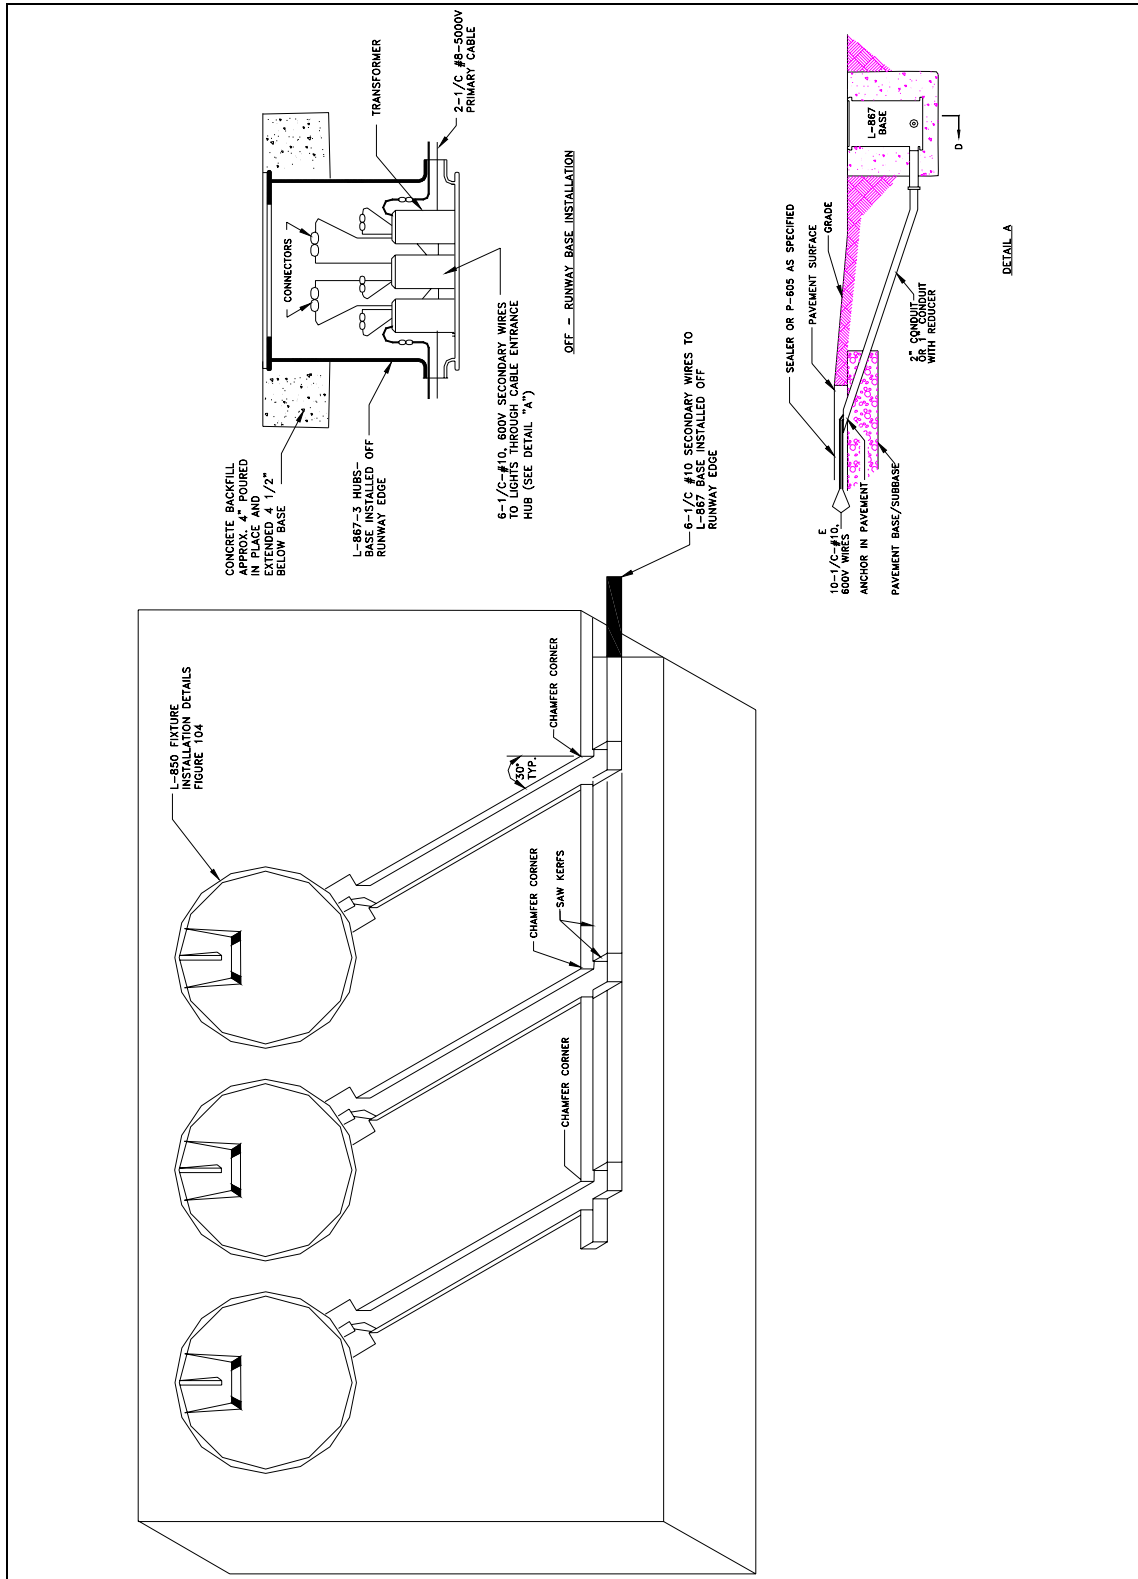 CONCRETE BACKFILL
APPROX. 4" POURED
IN PLACE AND
EXTENDED 4 1/2"
BELOW BASE
L-867-3 HUBS-
BASE INSTALLED OFF
RUNWAY EDGE
CONNECTORS
TRANSFORMER
2-1/C #8-5000V
PRIMARY CABLE
6-1/C-#10, 600V SECONDARY WIRES
TO LIGHTS THROUGH CABLE ENTRANCE
HUB (SEE DETAIL "A")
OFF - RUNWAY BASE INSTALLATION
L-850 FIXTURE
INSTALLATION DETAILS
FIGURE 104
30°
TYP.
CHAMFER CORNER
CHAMFER CORNER
SAW KERFS
CHAMFER CORNER
6-1/C #10 SECONDARY WIRES TO
L-867 BASE INSTALLED OFF
RUNWAY EDGE
SEALER OR P-605 AS SPECIFIED
PAVEMENT SURFACE
GRADE
L-867
BASE
D
E
10-1/C-#10,
600V WIRES
ANCHOR IN PAVEMENT
PAVEMENT BASE/SUBBASE
2" CONDUIT
OR 1" CONDUIT
WITH REDUCER
DETAIL A